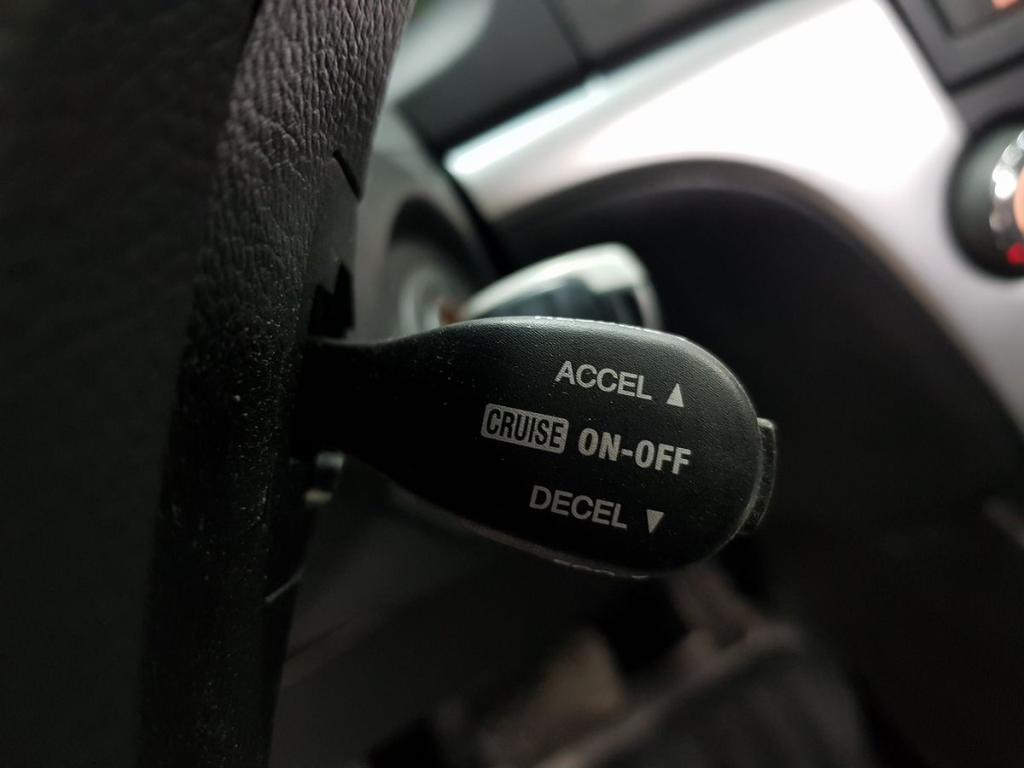 ACCEL ▲
CRUISE ON-OFF
DECEL ▼